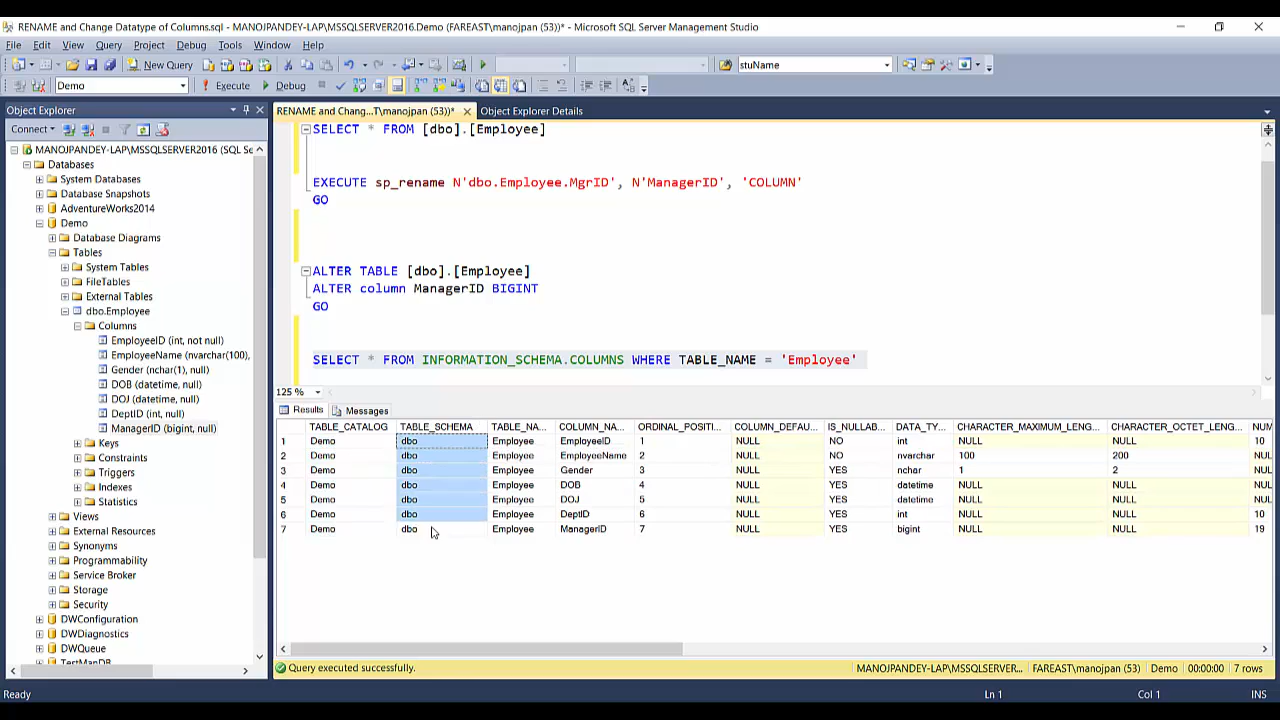 RENAME and Change Datatype of Columns.sql - MANOJPANDEY-LAP\MSSQLSERVER2016.Demo (FAREAST\manojpan (53))* - Microsoft SQL Server Management Studio
File Edit View Query Project Debug Tools Window Help
New Query stuName
Demo Execute Debug
Object Explorer
Connect
MANOJPANDEY-LAP\MSSQLSERVER2016 (SQL Se
Databases
System Databases
Database Snapshots
AdventureWorks2014
Demo
Database Diagrams
Tables
System Tables
FileTables
External Tables
dbo.Employee
Columns
EmployeeID (int, not null)
EmployeeName (nvarchar(100),
Gender (nchar(1), null)
DOB (datetime, null)
DOJ (datetime, null)
DeptID (int, null)
ManagerID (bigint, null)
Keys
Constraints
Triggers
Indexes
Statistics
Views
External Resources
Synonyms
Programmability
Service Broker
Storage
Security
DWConfiguration
DWDiagnostics
DWQueue
TestManDB
RENAME and Chang...T\manojpan (53))* Object Explorer Details
SELECT * FROM [dbo].[Employee]
EXECUTE sp_rename N'dbo.Employee.MgrID', N'ManagerID', 'COLUMN'
GO
ALTER TABLE [dbo].[Employee]
ALTER column ManagerID BIGINT
GO
SELECT * FROM INFORMATION_SCHEMA.COLUMNS WHERE TABLE_NAME = 'Employee'
125 %
Results Messages
TABLE_CATALOG TABLE_SCHEMA TABLE_NA... COLUMN_NA... ORDINAL_POSITI... COLUMN_DEFAU... IS_NULLAB... DATA_TY... CHARACTER_MAXIMUM_LENG... CHARACTER_OCTET_LENG... NUM
1 Demo dbo Employee EmployeeID 1 NULL NO int NULL NULL 10
2 Demo dbo Employee EmployeeName 2 NULL NO nvarchar 100 200 NUL
3 Demo dbo Employee Gender 3 NULL YES nchar 1 2 NUL
4 Demo dbo Employee DOB 4 NULL YES datetime NULL NULL NUL
5 Demo dbo Employee DOJ 5 NULL YES datetime NULL NULL NUL
6 Demo dbo Employee DeptID 6 NULL YES int NULL NULL 10
7 Demo dbo Employee ManagerID 7 NULL YES bigint NULL NULL 19
Query executed successfully. MANOJPANDEY-LAP\MSSQLSERVER... FAREAST\manojpan (53) Demo 00:00:00 7 rows
Ready Ln 1 Col 1 INS